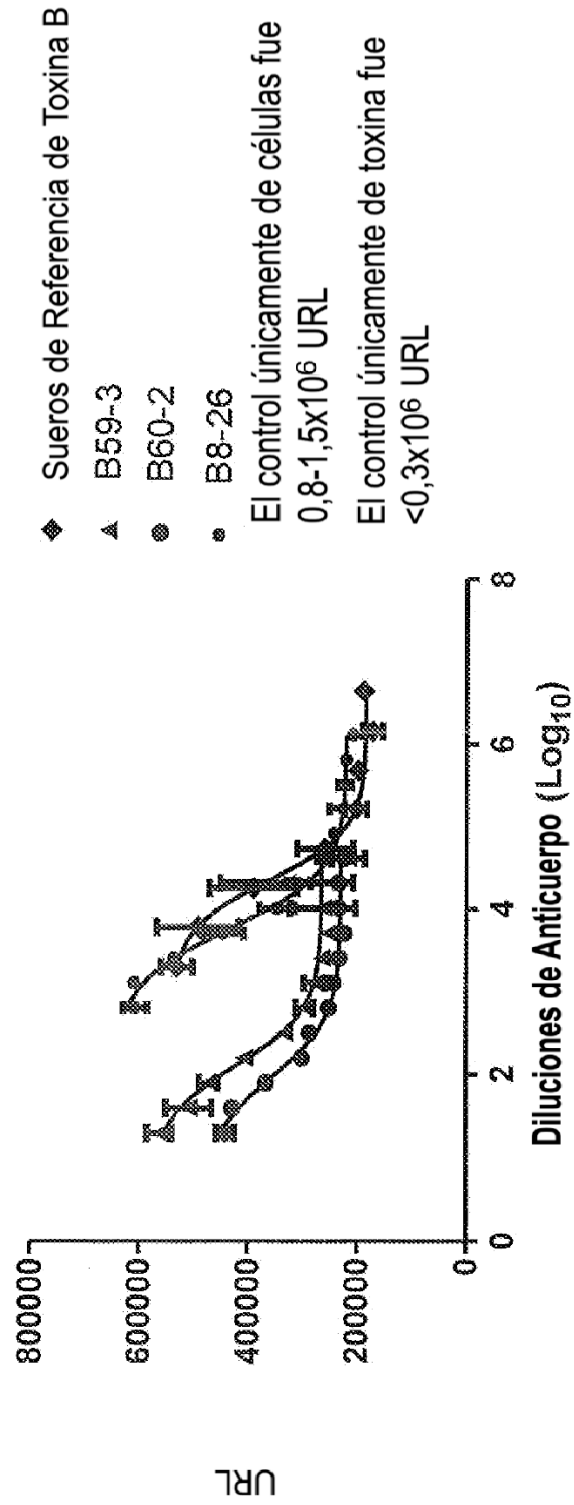 800000
600000
400000
200000
0
URL
0
2
4
6
8
Diluciones de Anticuerpo (Log₁₀)
Sueros de Referencia de Toxina B
B59-3
B60-2
B8-26
El control únicamente de células fue
0,8-1,5x10⁶ URL
El control únicamente de toxina fue
<0,3x10⁶ URL